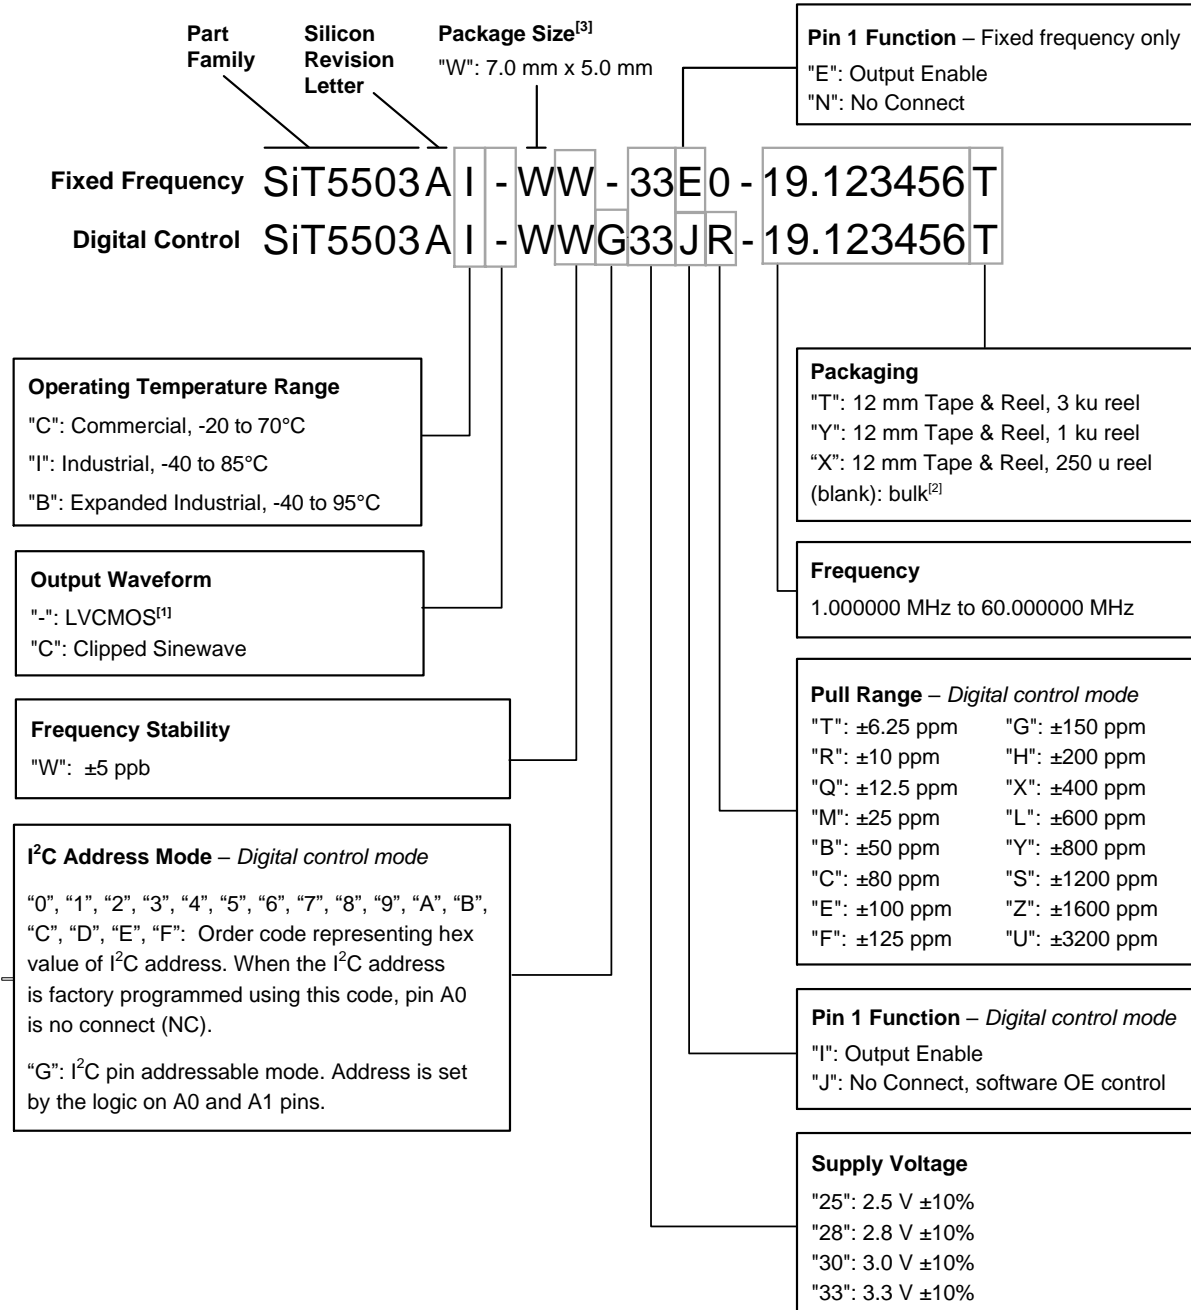 Part
Family
Silicon
Revision
Letter
Package Size[3]
"W": 7.0 mm x 5.0 mm
Pin 1 Function – Fixed frequency only
"E": Output Enable
"N": No Connect
Fixed Frequency SiT5503AI-WW-33E0-19.123456T
Digital Control SiT5503AI-WWG33JR-19.123456T
Operating Temperature Range
"C": Commercial, -20 to 70°C
"I": Industrial, -40 to 85°C
"B": Expanded Industrial, -40 to 95°C
Output Waveform
"-": LVCMOS[1]
"C": Clipped Sinewave
Frequency Stability
"W": ±5 ppb
I2C Address Mode – Digital control mode
“0”, “1”, “2”, “3”, “4”, “5”, “6”, “7”, “8”, “9”, “A”, “B”,
“C”, “D”, “E”, “F”: Order code representing hex
value of I2C address. When the I2C address
is factory programmed using this code, pin A0
is no connect (NC).
“G”: I2C pin addressable mode. Address is set
by the logic on A0 and A1 pins.
Packaging
"T": 12 mm Tape & Reel, 3 ku reel
"Y": 12 mm Tape & Reel, 1 ku reel
“X”: 12 mm Tape & Reel, 250 u reel
(blank): bulk[2]
Frequency
1.000000 MHz to 60.000000 MHz
Pull Range – Digital control mode
"T": ±6.25 ppm "G": ±150 ppm
"R": ±10 ppm "H": ±200 ppm
"Q": ±12.5 ppm "X": ±400 ppm
"M": ±25 ppm "L": ±600 ppm
"B": ±50 ppm "Y": ±800 ppm
"C": ±80 ppm "S": ±1200 ppm
"E": ±100 ppm "Z": ±1600 ppm
"F": ±125 ppm "U": ±3200 ppm
Pin 1 Function – Digital control mode
"I": Output Enable
"J": No Connect, software OE control
Supply Voltage
"25": 2.5 V ±10%
"28": 2.8 V ±10%
"30": 3.0 V ±10%
"33": 3.3 V ±10%